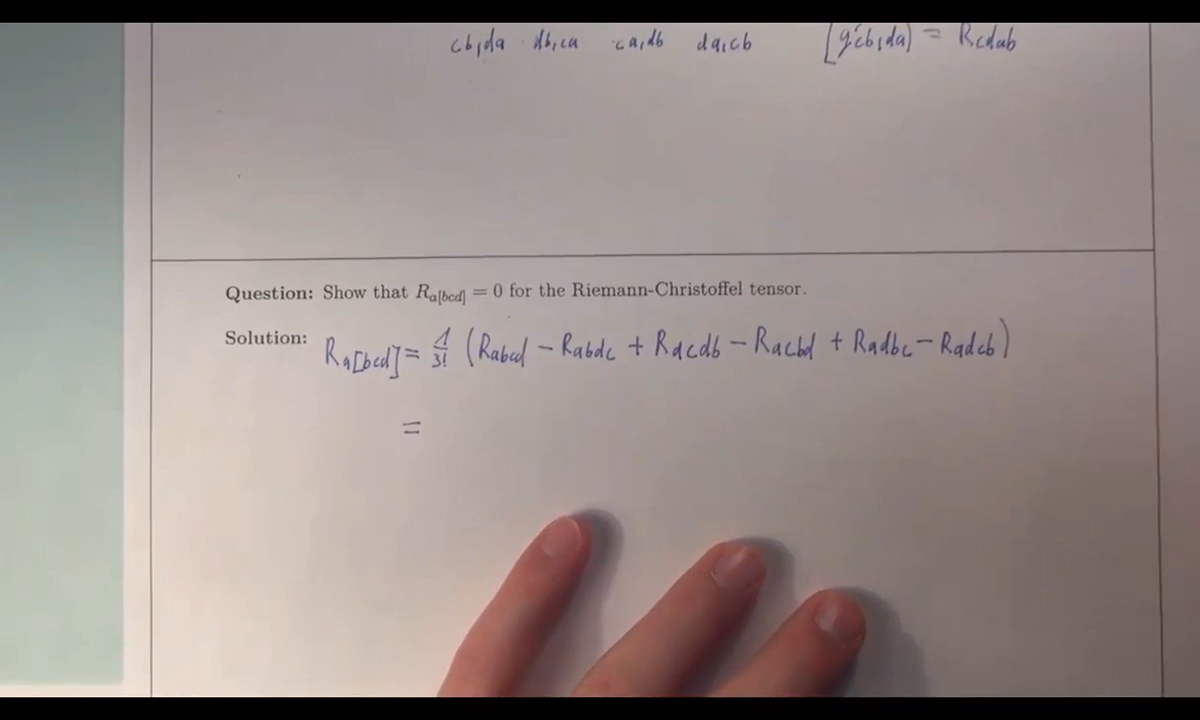 cb,da db,ca ca,db da,cb [g cb,da) = Rcdab
Question: Show that Ra[bcd] = 0 for the Riemann-Christoffel tensor.
Solution: Ra[bcd] = 1/3! (Rabcd - Rabdc + Racdb - Racbd + Radbc - Radcb)
=